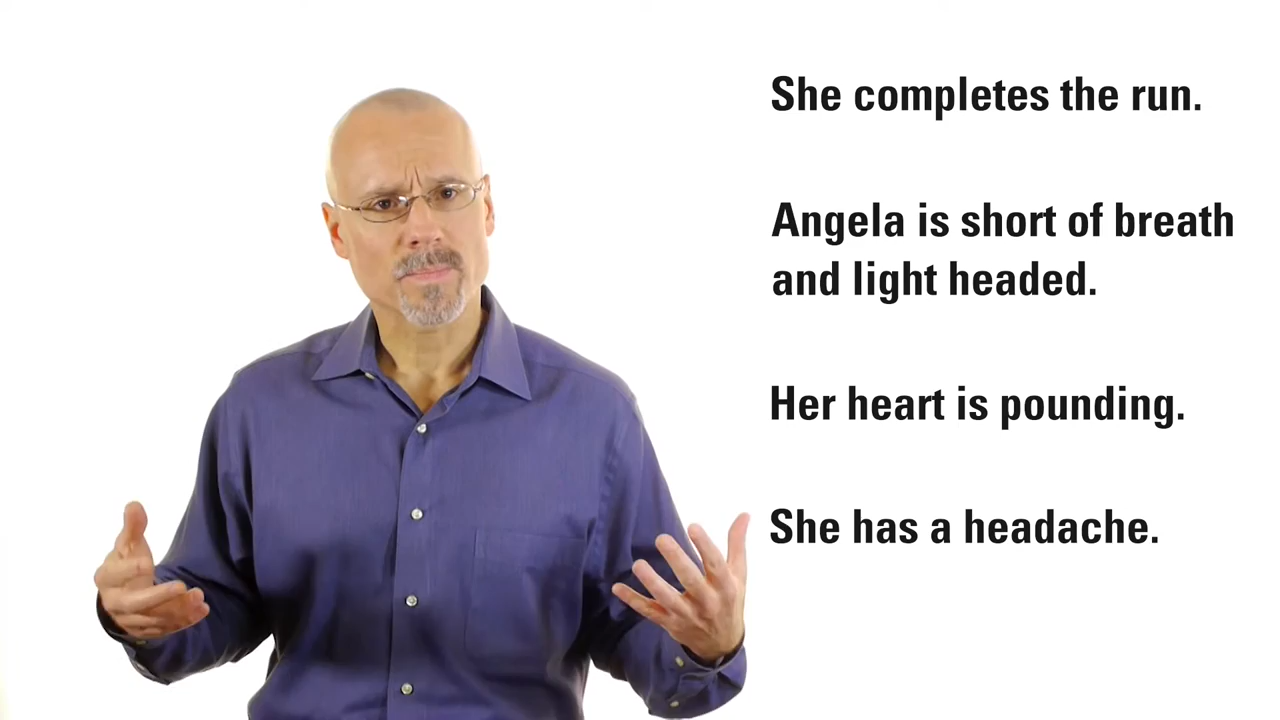 She completes the run.
Angela is short of breath
and light headed.
Her heart is pounding.
She has a headache.